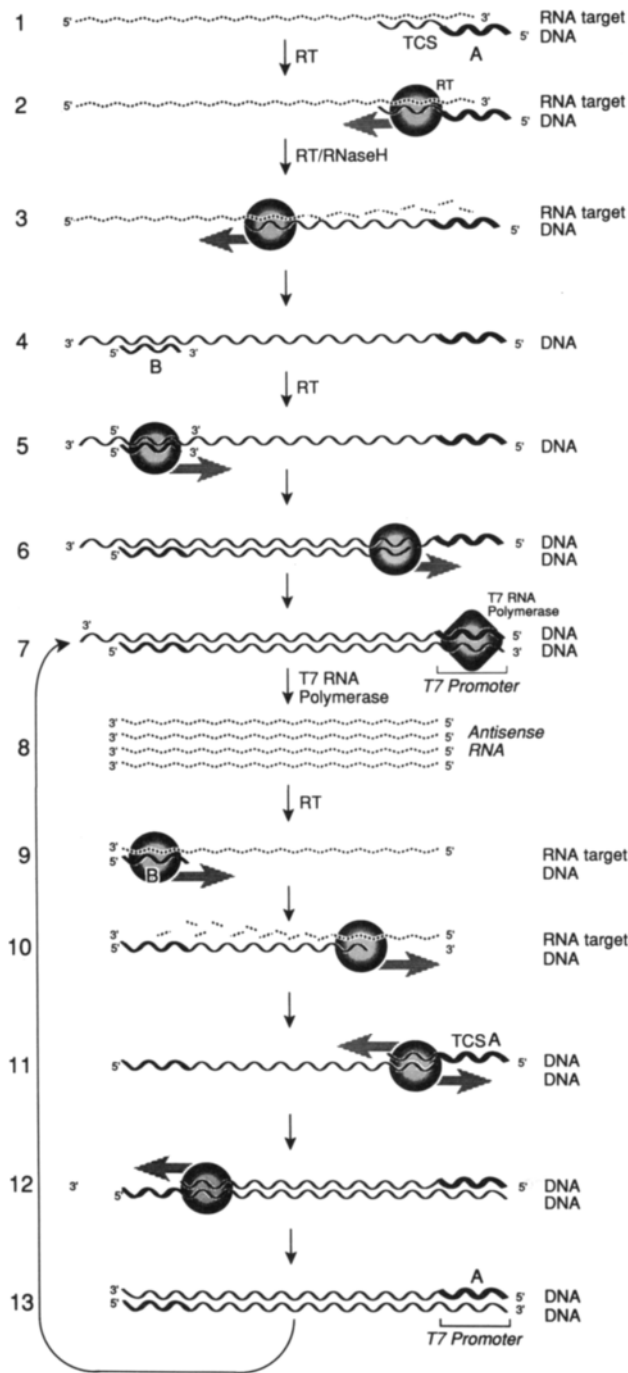 1 5' 3' RNA target
TCS A 5' DNA
RT
2 5' RT 3' RNA target
5' DNA
RT/RNaseH
3 5' RNA target
5' DNA
4 3' 5' DNA
5' 3'
B
RT
5 5' 3'
3' 5' DNA
5' 3'
6 3' 5' DNA
5' DNA
T7 RNA
Polymerase
7 3' 5' DNA
5' 3' DNA
T7 Promoter
T7 RNA
Polymerase
8 3' 5' Antisense
3' 5' RNA
3' 5'
3' 5'
RT
9 3' 5' RNA target
5' B DNA
10 3' 5' RNA target
5' 3' DNA
TCS A
11 5' 5' DNA
DNA
12 3' 5' 5' DNA
DNA
A
13 3' 5' DNA
5' 3' DNA
T7 Promoter